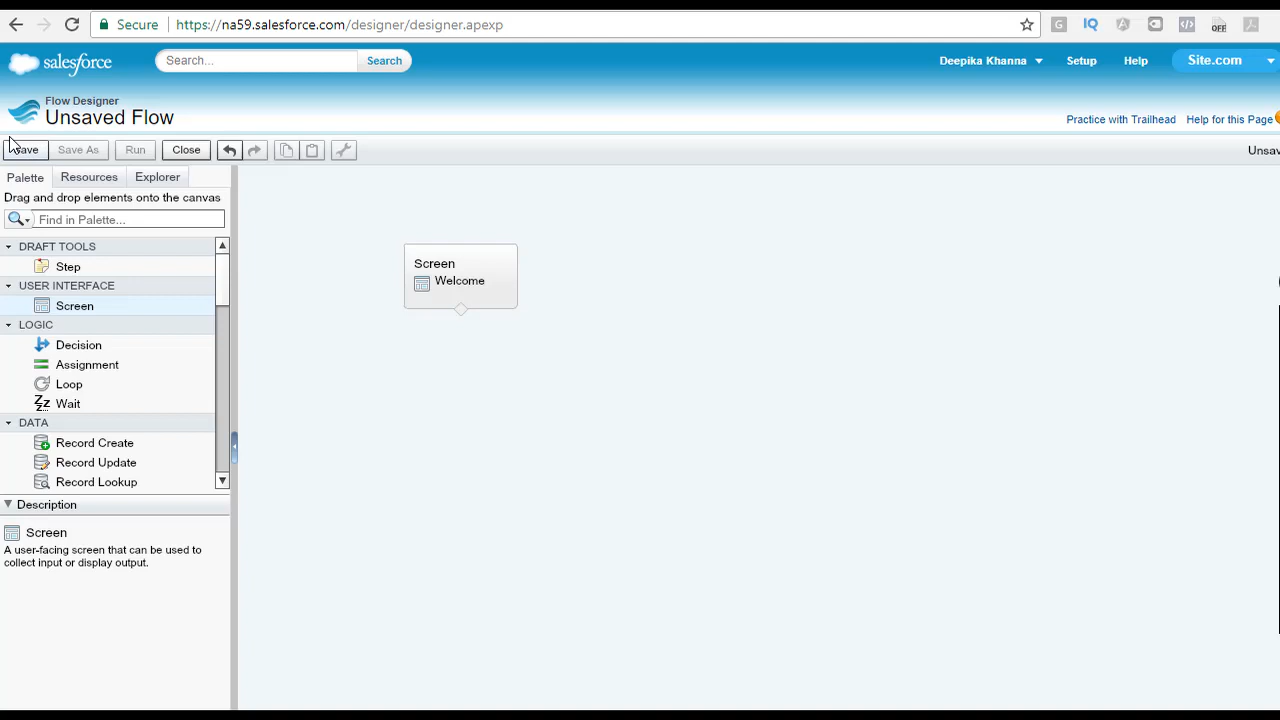 Secure https://na59.salesforce.com/designer/designer.apexp
salesforce Search... Search Deepika Khanna Setup Help Site.com
Flow Designer
Unsaved Flow
Practice with Trailhead Help for this Page
Save Save As Run Close
Palette Resources Explorer
Drag and drop elements onto the canvas
Find in Palette...
DRAFT TOOLS
Step
USER INTERFACE
Screen
LOGIC
Decision
Assignment
Loop
Wait
DATA
Record Create
Record Update
Record Lookup
Description
Screen
A user-facing screen that can be used to
collect input or display output.
Screen
Welcome